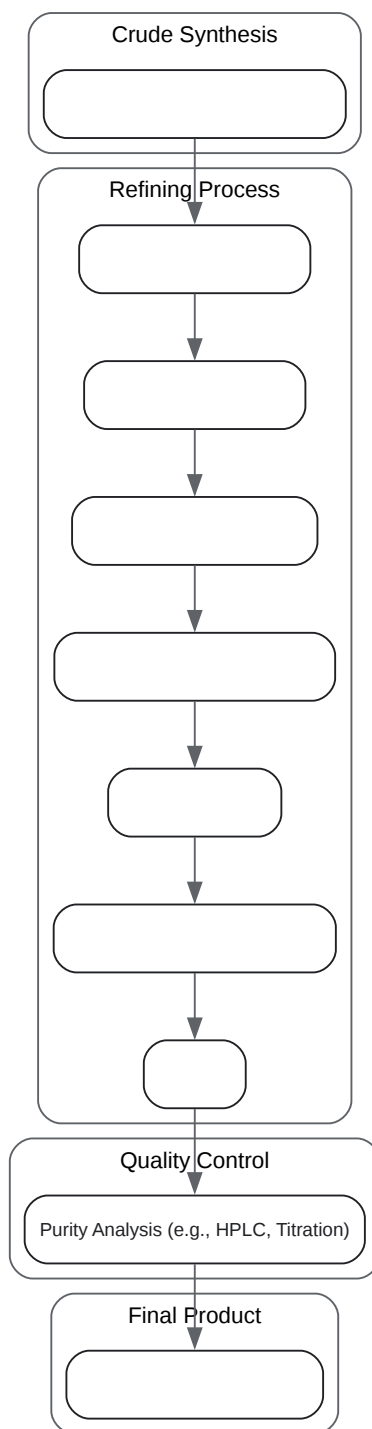 Crude Synthesis
Refining Process
Quality Control
Purity Analysis (e.g., HPLC, Titration)
Final Product